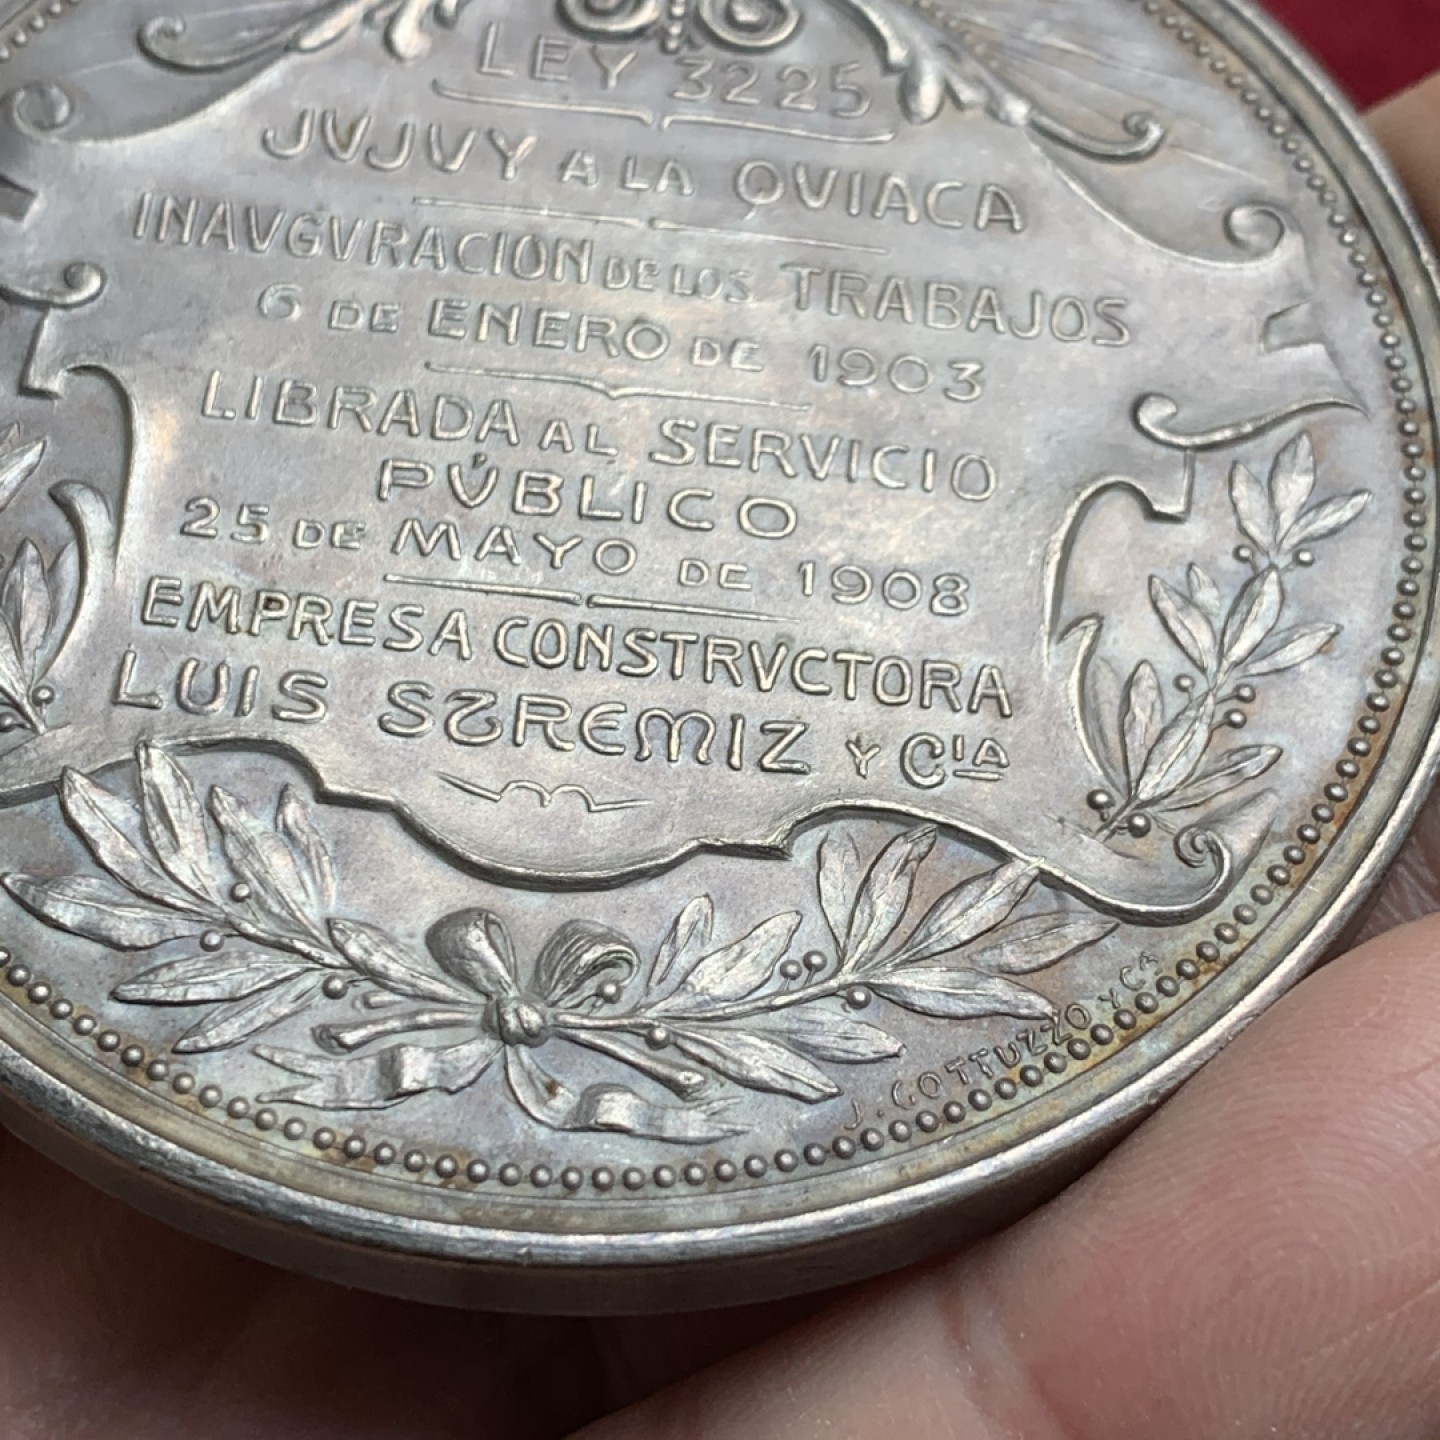 LEY 3225
JVJVY A LA QVIACA
INAVGVRACION DE LOS TRABAJOS
6 DE ENERO DE 1903
LIBRADA AL SERVICIO
PÚBLICO
25 DE MAYO DE 1908
EMPRESA CONSTRVCTORA
LUIS STREMIZ Y CIA
J. GOTTUZZO Y CA